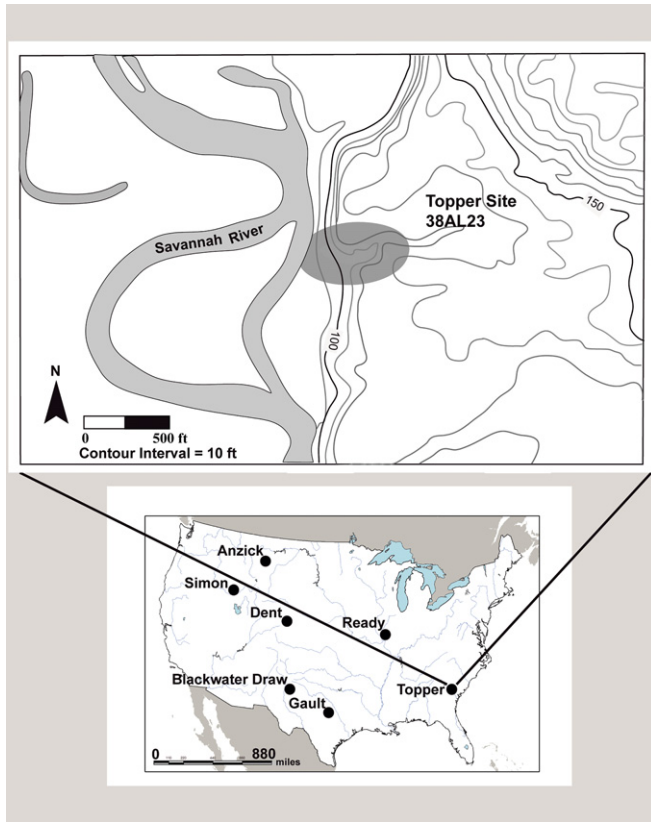 Topper Site
38AL23
150
Savannah River
100
N
0 500 ft
Contour Interval = 10 ft
Anzick
Simon
Dent
Ready
Blackwater Draw
Topper
Gault
0 880 miles